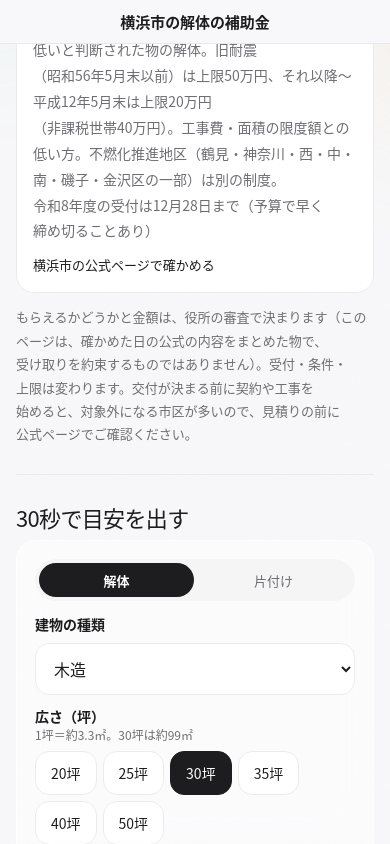 横浜市の解体の補助金
低いと判断された物の解体。旧耐震
（昭和56年5月末以前）は上限50万円、それ以降〜
平成12年5月末は上限20万円
（非課税世帯40万円）。工事費・面積の限度額との
低い方。不燃化推進地区（鶴見・神奈川・西・中・
南・磯子・金沢区の一部）は別の制度。
令和8年度の受付は12月28日まで（予算で早く
締め切ることあり）
横浜市の公式ページで確かめる
もらえるかどうかと金額は、役所の審査で決まります（この
ページは、確かめた日の公式の内容をまとめた物で、
受け取りを約束するものではありません）。受付・条件・
上限は変わります。交付が決まる前に契約や工事を
始めると、対象外になる市区が多いので、見積りの前に
公式ページでご確認ください。
30秒で目安を出す
解体
片付け
建物の種類
木造
広さ（坪）
1坪＝約3.3㎡。30坪は約99㎡
20坪
25坪
30坪
35坪
40坪
50坪